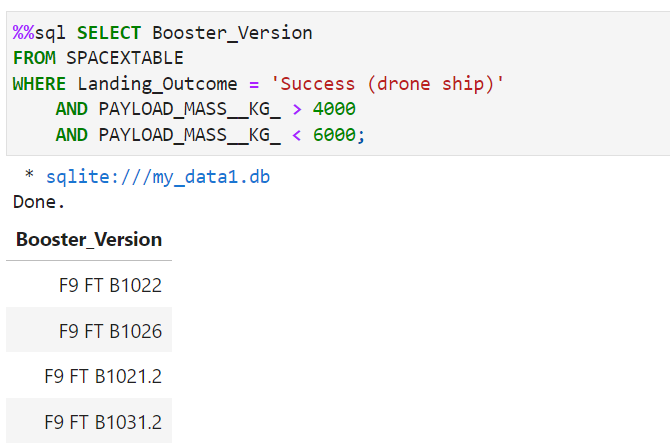 %%sql SELECT Booster_Version
FROM SPACEXTABLE
WHERE Landing_Outcome = 'Success (drone ship)'
    AND PAYLOAD_MASS__KG_ > 4000
    AND PAYLOAD_MASS__KG_ < 6000;
* sqlite:///my_data1.db
Done.
Booster_Version
F9 FT B1022
F9 FT B1026
F9 FT B1021.2
F9 FT B1031.2